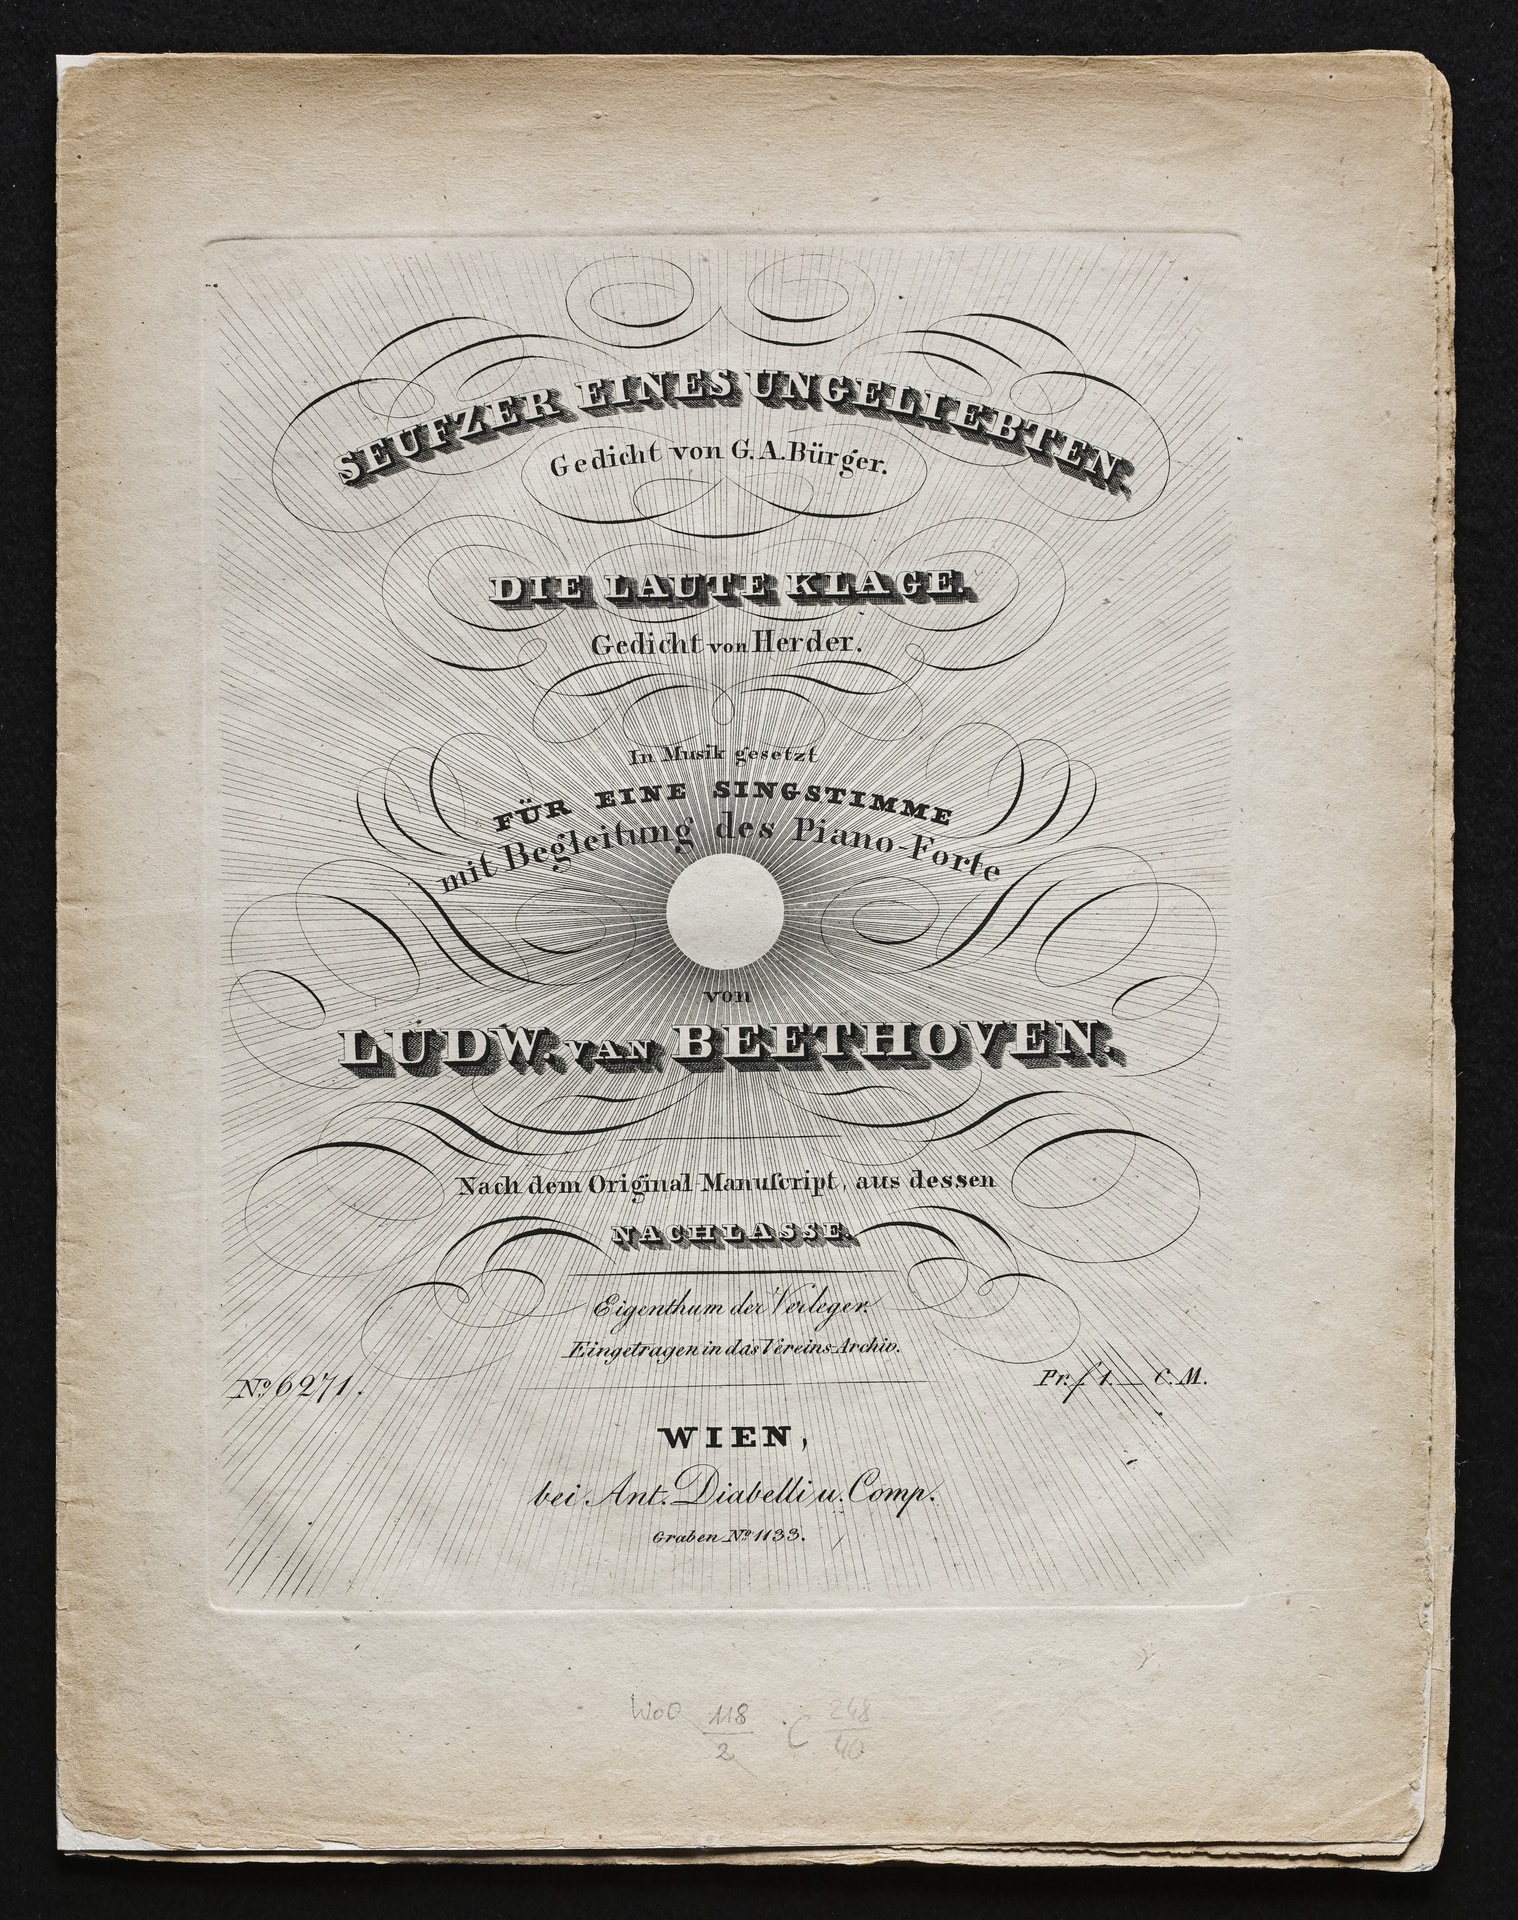 SEUFZER EINES UNGELIEBTEN.
Gedicht von G. A. Bürger.
DIE LAUTE KLAGE.
Gedicht von Herder.
In Musik gesetzt
FÜR EINE SINGSTIMME
mit Begleitung des Piano-Forte
von
LUDW. VAN BEETHOVEN.
Nach dem Original Manuſcript, aus dessen
NACHLASSE.
Eigenthum der Verleger.
Eingetragen in das Vereins-Archiv.
No. 6271.
Pr. f 1. _ C. M.
WIEN,
bei Ant. Diabelli u. Comp.
Graben No. 1133.
WoO 118/2 C 248/40